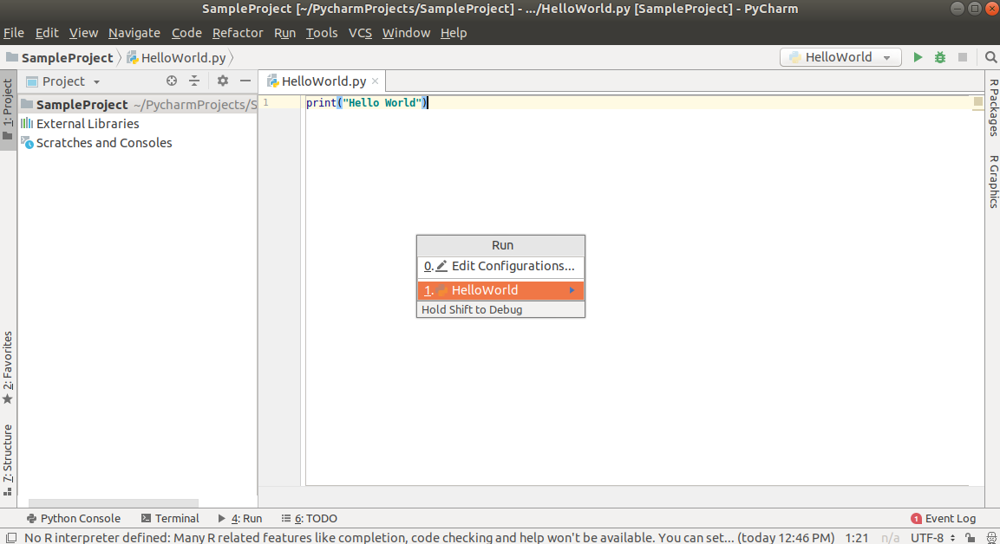 SampleProject [~/PycharmProjects/SampleProject] - .../HelloWorld.py [SampleProject] - PyCharm
File Edit View Navigate Code Refactor Run Tools VCS Window Help
SampleProject HelloWorld.py HelloWorld
Project HelloWorld.py
1: Project
SampleProject ~/PycharmProjects/S
External Libraries
Scratches and Consoles
1 print("Hello World")
R Packages
R Graphics
Run
0. Edit Configurations...
1. HelloWorld
Hold Shift to Debug
2: Favorites
7: Structure
Python Console Terminal 4: Run 6: TODO 1 Event Log
No R interpreter defined: Many R related features like completion, code checking and help won't be available. You can set... (today 12:46 PM) 1:21 n/a UTF-8